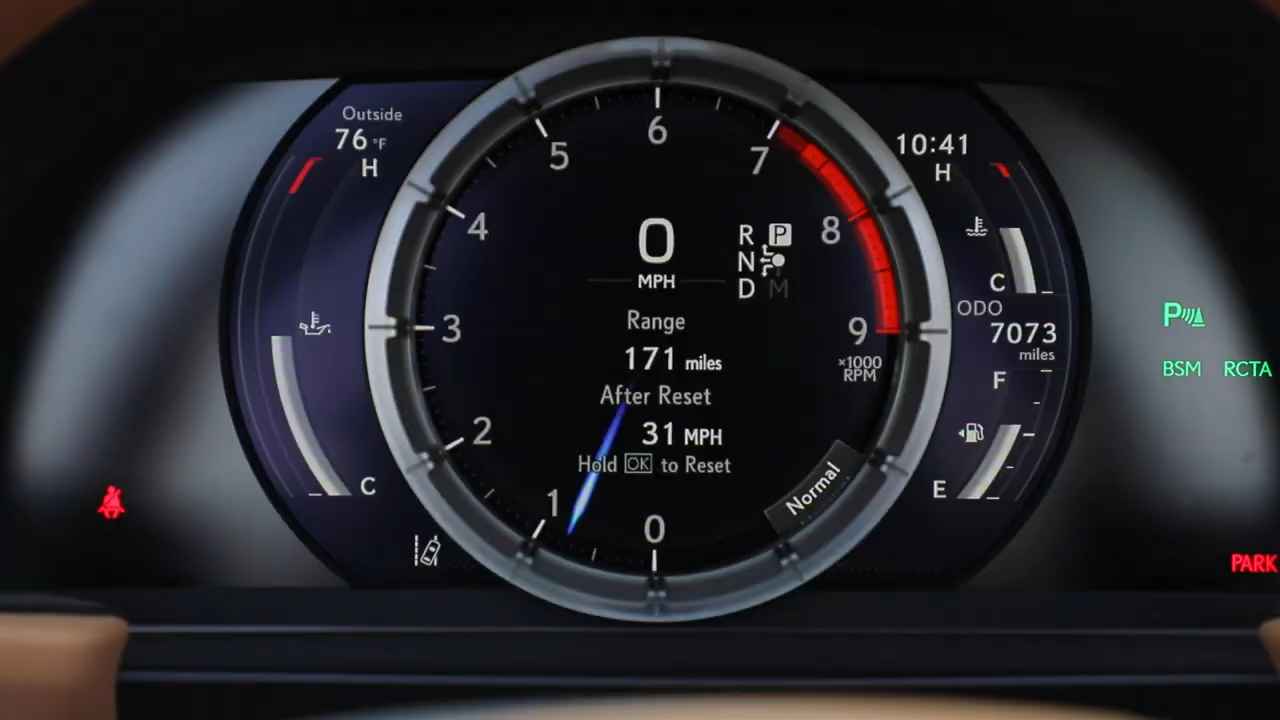 Outside
76 °F
H
C
0
1
2
3
4
5
6
7
8
9
×1000
RPM
0
MPH
R P
N
D M
Range
171 miles
After Reset
31 MPH
Hold OK to Reset
Normal
10:41
H
C
ODO
7073
miles
F
E
P
BSM RCTA
PARK